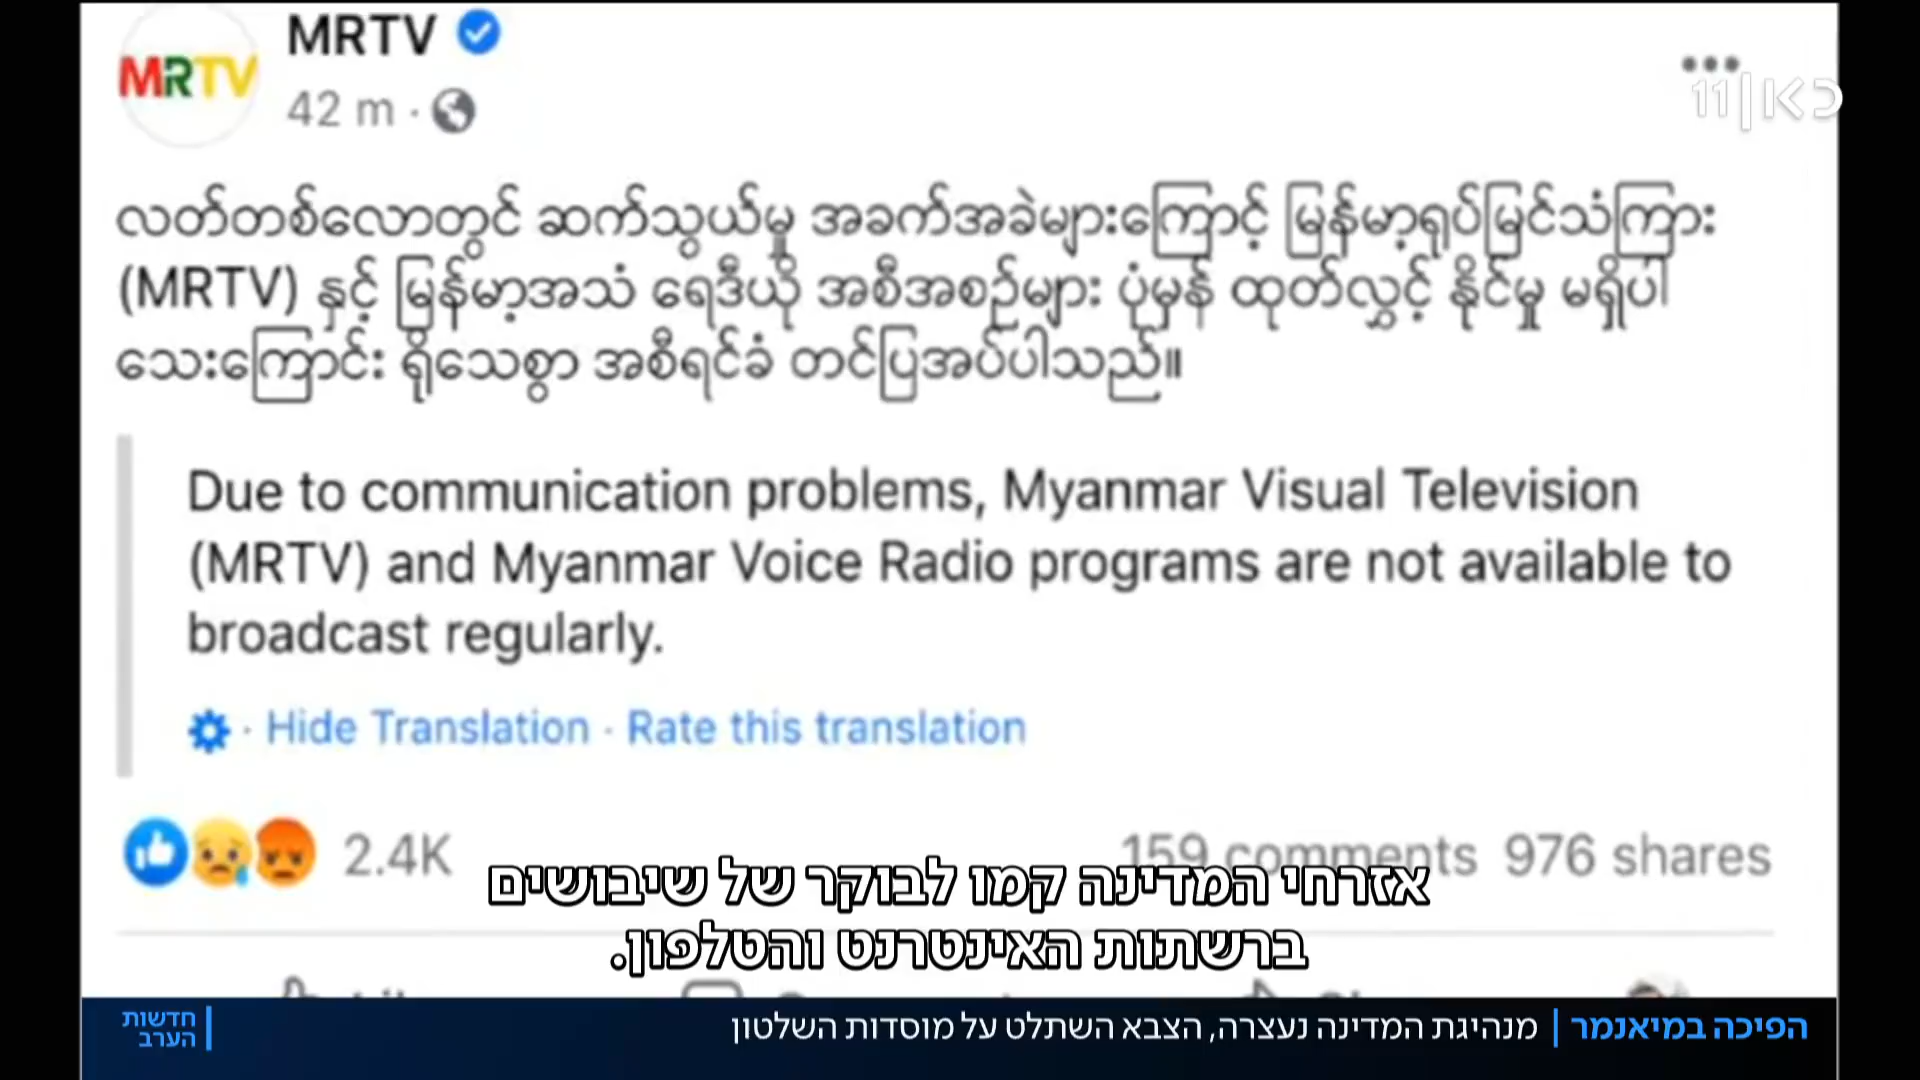 MRTV
MRTV
42 m ·
כאן 11
လတ်တစ်လောတွင် ဆက်သွယ်မှု အခက်အခဲများကြောင့် မြန်မာ့ရုပ်မြင်သံကြား
(MRTV) နှင့် မြန်မာ့အသံ ရေဒီယို အစီအစဉ်များ ပုံမှန် ထုတ်လွှင့် နိုင်မှု မရှိပါ
သေးကြောင်း ရိုသေစွာ အစီရင်ခံ တင်ပြအပ်ပါသည်။
Due to communication problems, Myanmar Visual Television
(MRTV) and Myanmar Voice Radio programs are not available to
broadcast regularly.
· Hide Translation · Rate this translation
2.4K 159 comments 976 shares
אזרחי המדינה קמו לבוקר של שיבושים
ברשתות האינטרנט והטלפון.
הפיכה במיאנמר | מנהיגת המדינה נעצרה, הצבא השתלט על מוסדות השלטון
חדשות
הערב